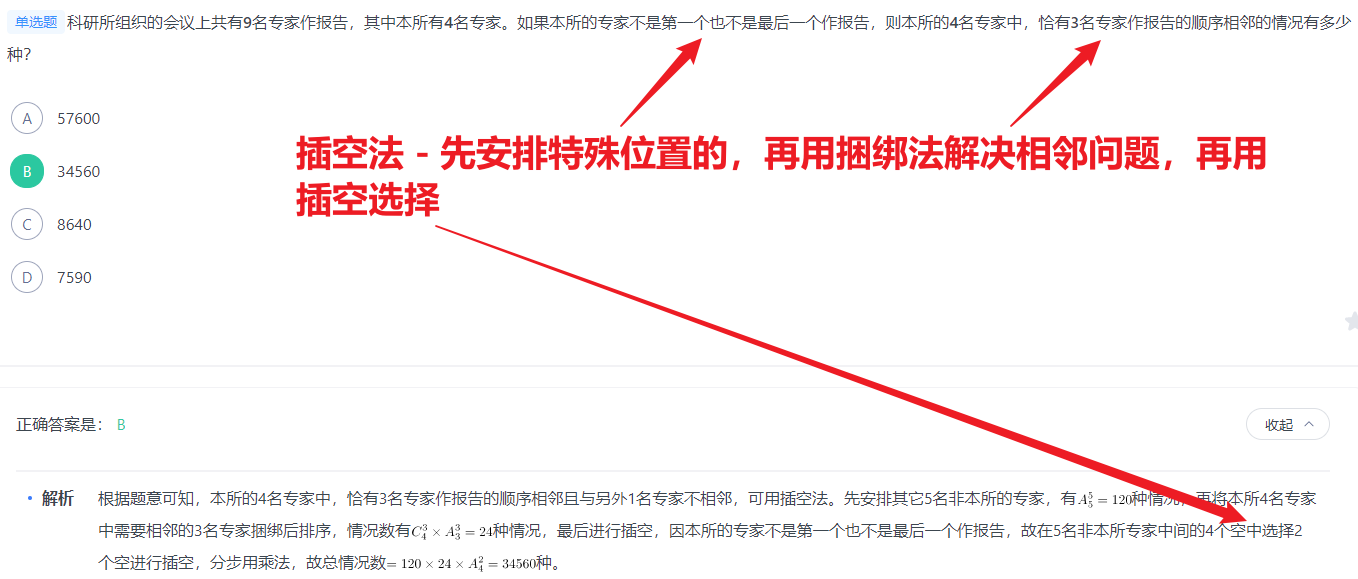 单选题 科研所组织的会议上共有9名专家作报告，其中本所有4名专家。如果本所的专家不是第一个也不是最后一个作报告，则本所的4名专家中，恰有3名专家作报告的顺序相邻的情况有多少
种？
A 57600
插空法 - 先安排特殊位置的，再用捆绑法解决相邻问题，再用
插空选择
B 34560
C 8640
D 7590
正确答案是： B
收起
解析 根据题意可知，本所的4名专家中，恰有3名专家作报告的顺序相邻且与另外1名专家不相邻，可用插空法。先安排其它5名非本所的专家，有$A_5^5=120$种情况，再将本所4名专家
中需要相邻的3名专家捆绑后排序，情况数有$C_4^3×A_3^3=24$种情况，最后进行插空，因本所的专家不是第一个也不是最后一个作报告，故在5名非本所专家中间的4个空中选择2
个空进行插空，分步用乘法，故总情况数$=120×24×A_4^2=34560$种。